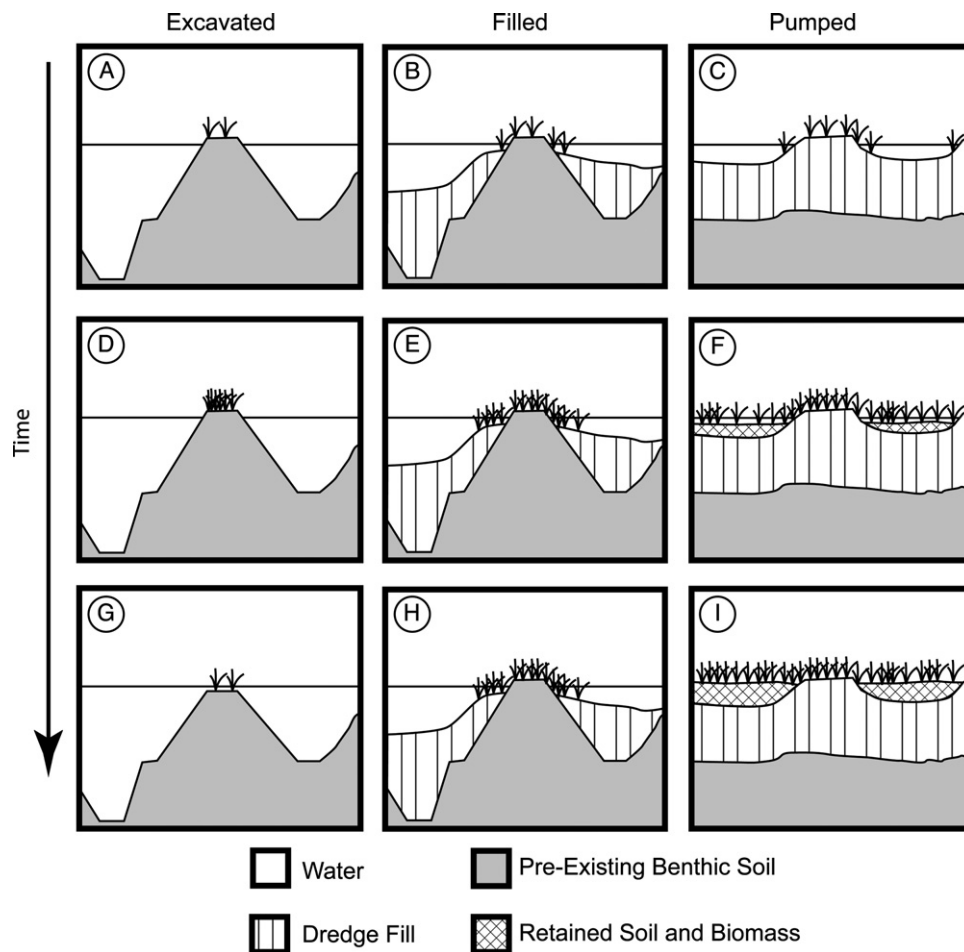 Excavated
Filled
Pumped
Time
A
B
C
D
E
F
G
H
I
Water
Pre-Existing Benthic Soil
Dredge Fill
Retained Soil and Biomass